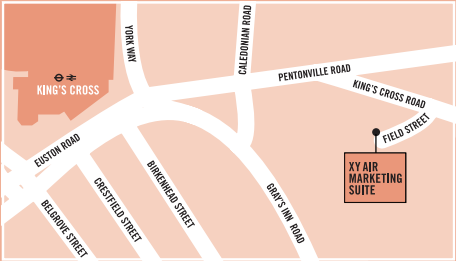 YORK WAY
CALEDONIAN ROAD
KING'S CROSS
PENTONVILLE ROAD
KING'S CROSS ROAD
FIELD STREET
EUSTON ROAD
XY AIR
MARKETING
SUITE
BIRKENHEAD STREET
CRESTFIELD STREET
BELGROVE STREET
GRAY'S INN ROAD